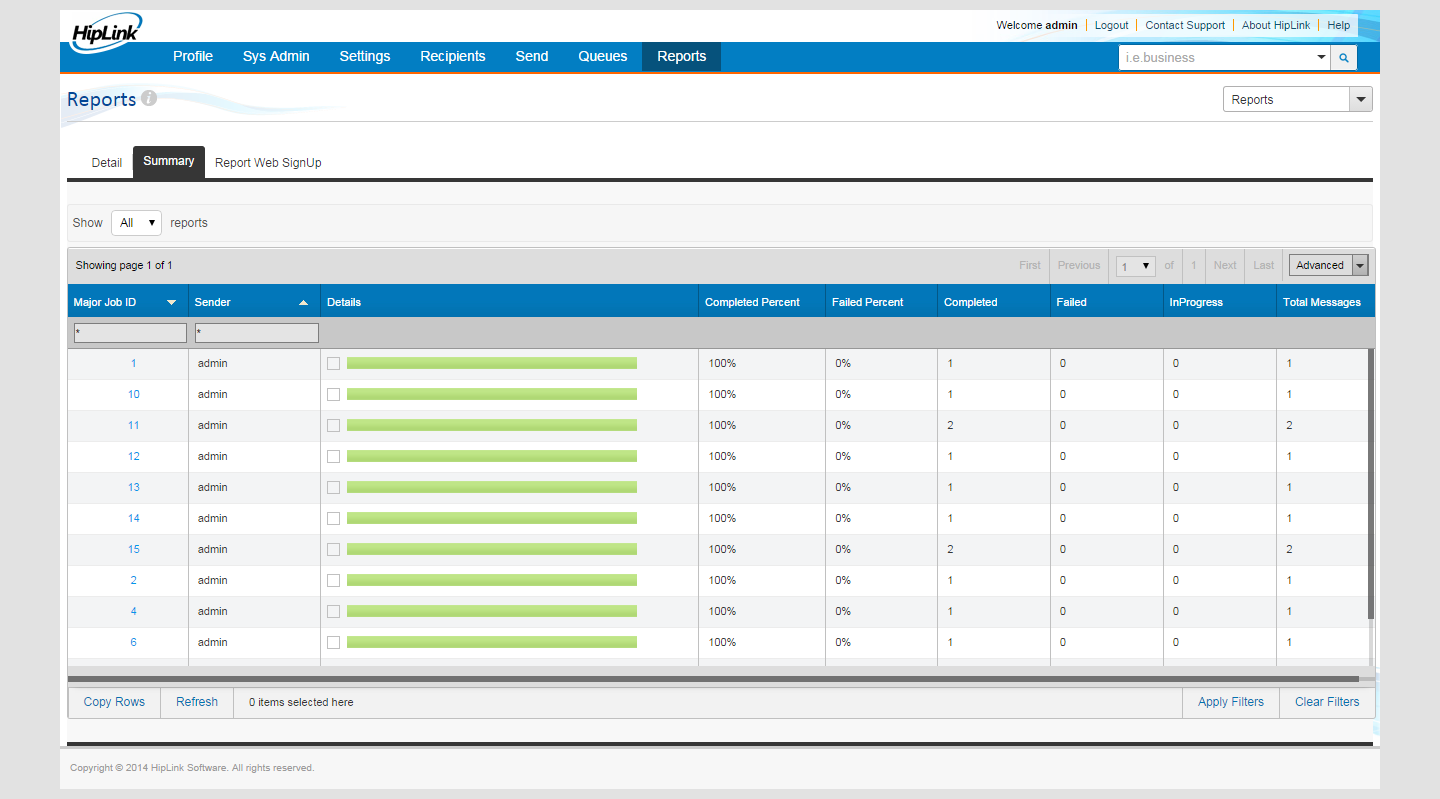 HipLink
Welcome admin Logout Contact Support About HipLink Help
Profile Sys Admin Settings Recipients Send Queues Reports i.e.business
Reports i Reports
Detail Summary Report Web SignUp
Show All reports
Showing page 1 of 1 First Previous 1 of 1 Next Last Advanced
Major Job ID Sender Details Completed Percent Failed Percent Completed Failed InProgress Total Messages
* *
1 admin 100% 0% 1 0 0 1
10 admin 100% 0% 1 0 0 1
11 admin 100% 0% 2 0 0 2
12 admin 100% 0% 1 0 0 1
13 admin 100% 0% 1 0 0 1
14 admin 100% 0% 1 0 0 1
15 admin 100% 0% 2 0 0 2
2 admin 100% 0% 1 0 0 1
4 admin 100% 0% 1 0 0 1
6 admin 100% 0% 1 0 0 1
Copy Rows Refresh 0 items selected here Apply Filters Clear Filters
Copyright © 2014 HipLink Software. All rights reserved.